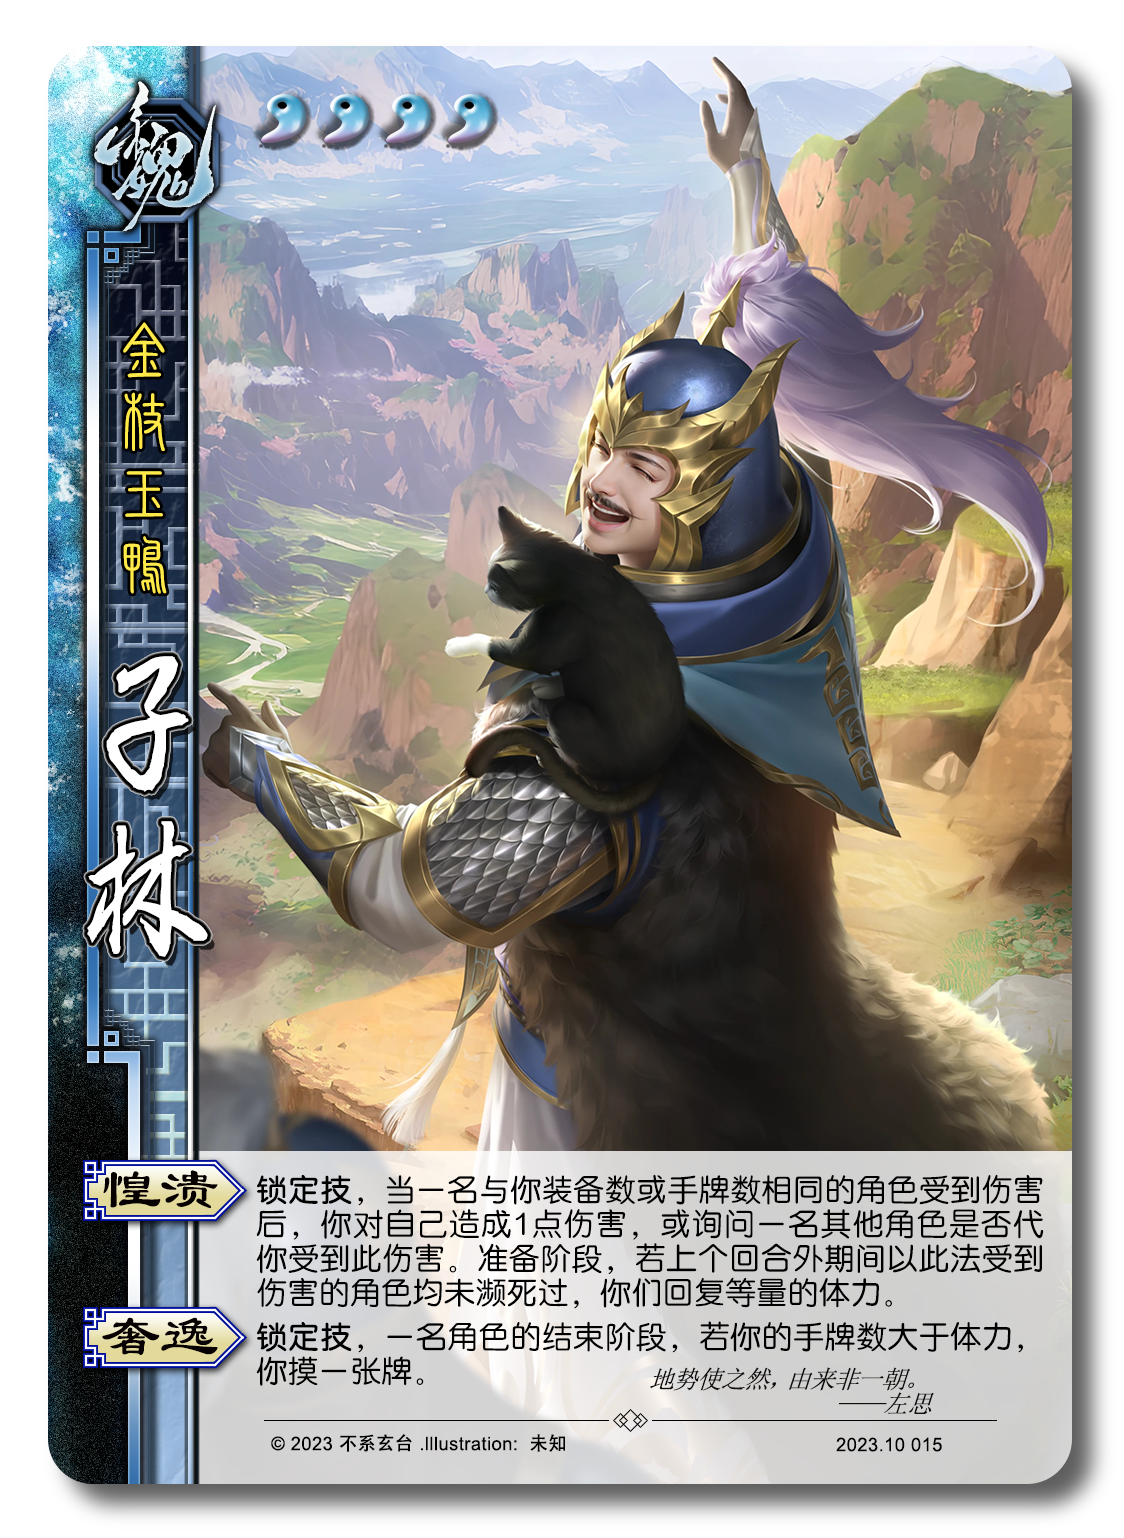 魏
金枝玉鴨
子林
惶溃
锁定技，当一名与你装备数或手牌数相同的角色受到伤害
后，你对自己造成1点伤害，或询问一名其他角色是否代
你受到此伤害。准备阶段，若上个回合外期间以此法受到
伤害的角色均未濒死过，你们回复等量的体力。
奢逸
锁定技，一名角色的结束阶段，若你的手牌数大于体力，
你摸一张牌。
地势使之然，由来非一朝。
——左思
© 2023 不系玄台 .Illustration: 未知
2023.10 015